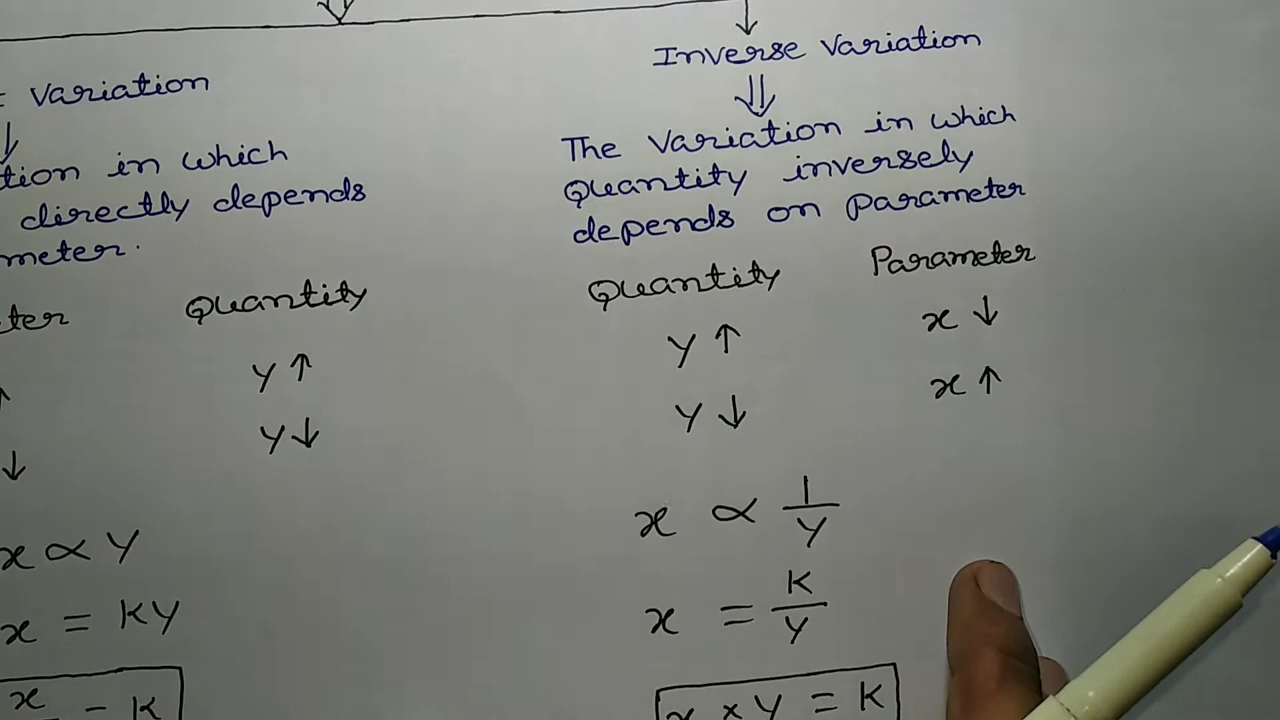 Variation
tion in which
directly depends
meter.
ter Quantity
Y ↑
Y ↓
↓
x ∝ Y
x = KY
x
= K
Inverse Variation
⇓
The Variation in which
Quantity inversely
depends on parameter
Quantity Parameter
Y ↑ x ↓
Y ↓ x ↑
x ∝ 1/Y
x = K/Y
x × Y = K